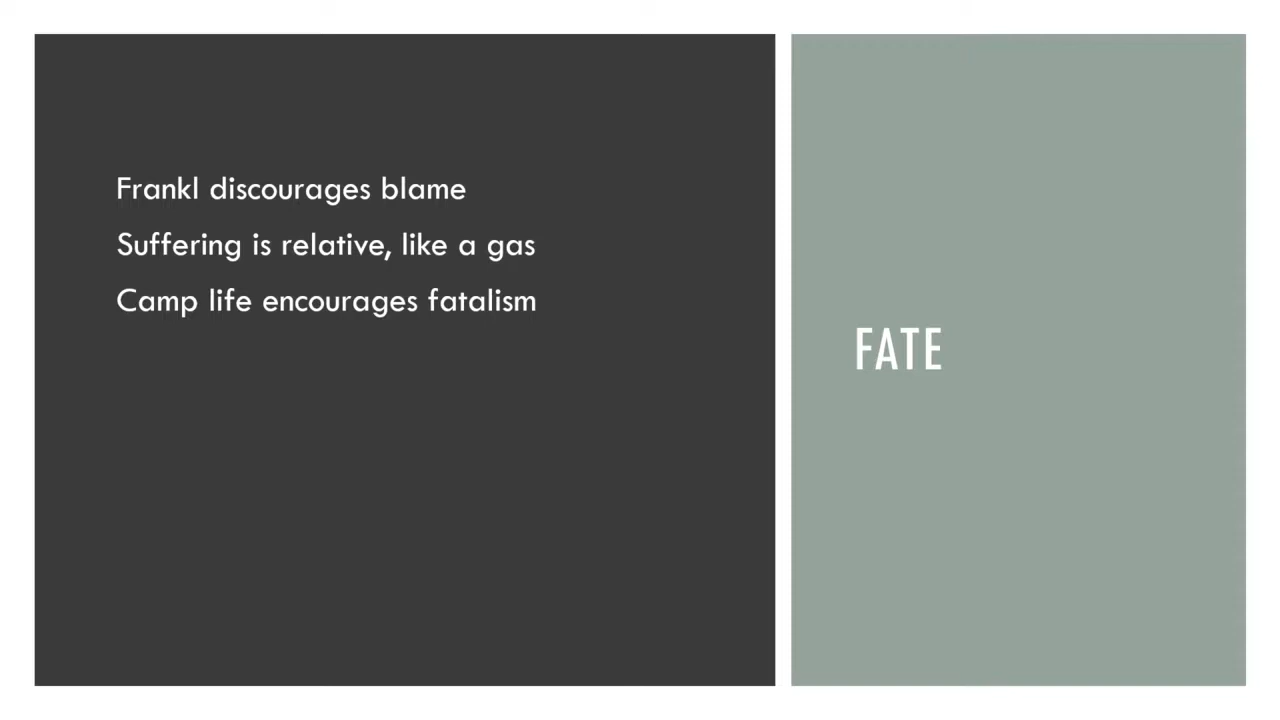 Frankl discourages blame
Suffering is relative, like a gas
Camp life encourages fatalism
FATE